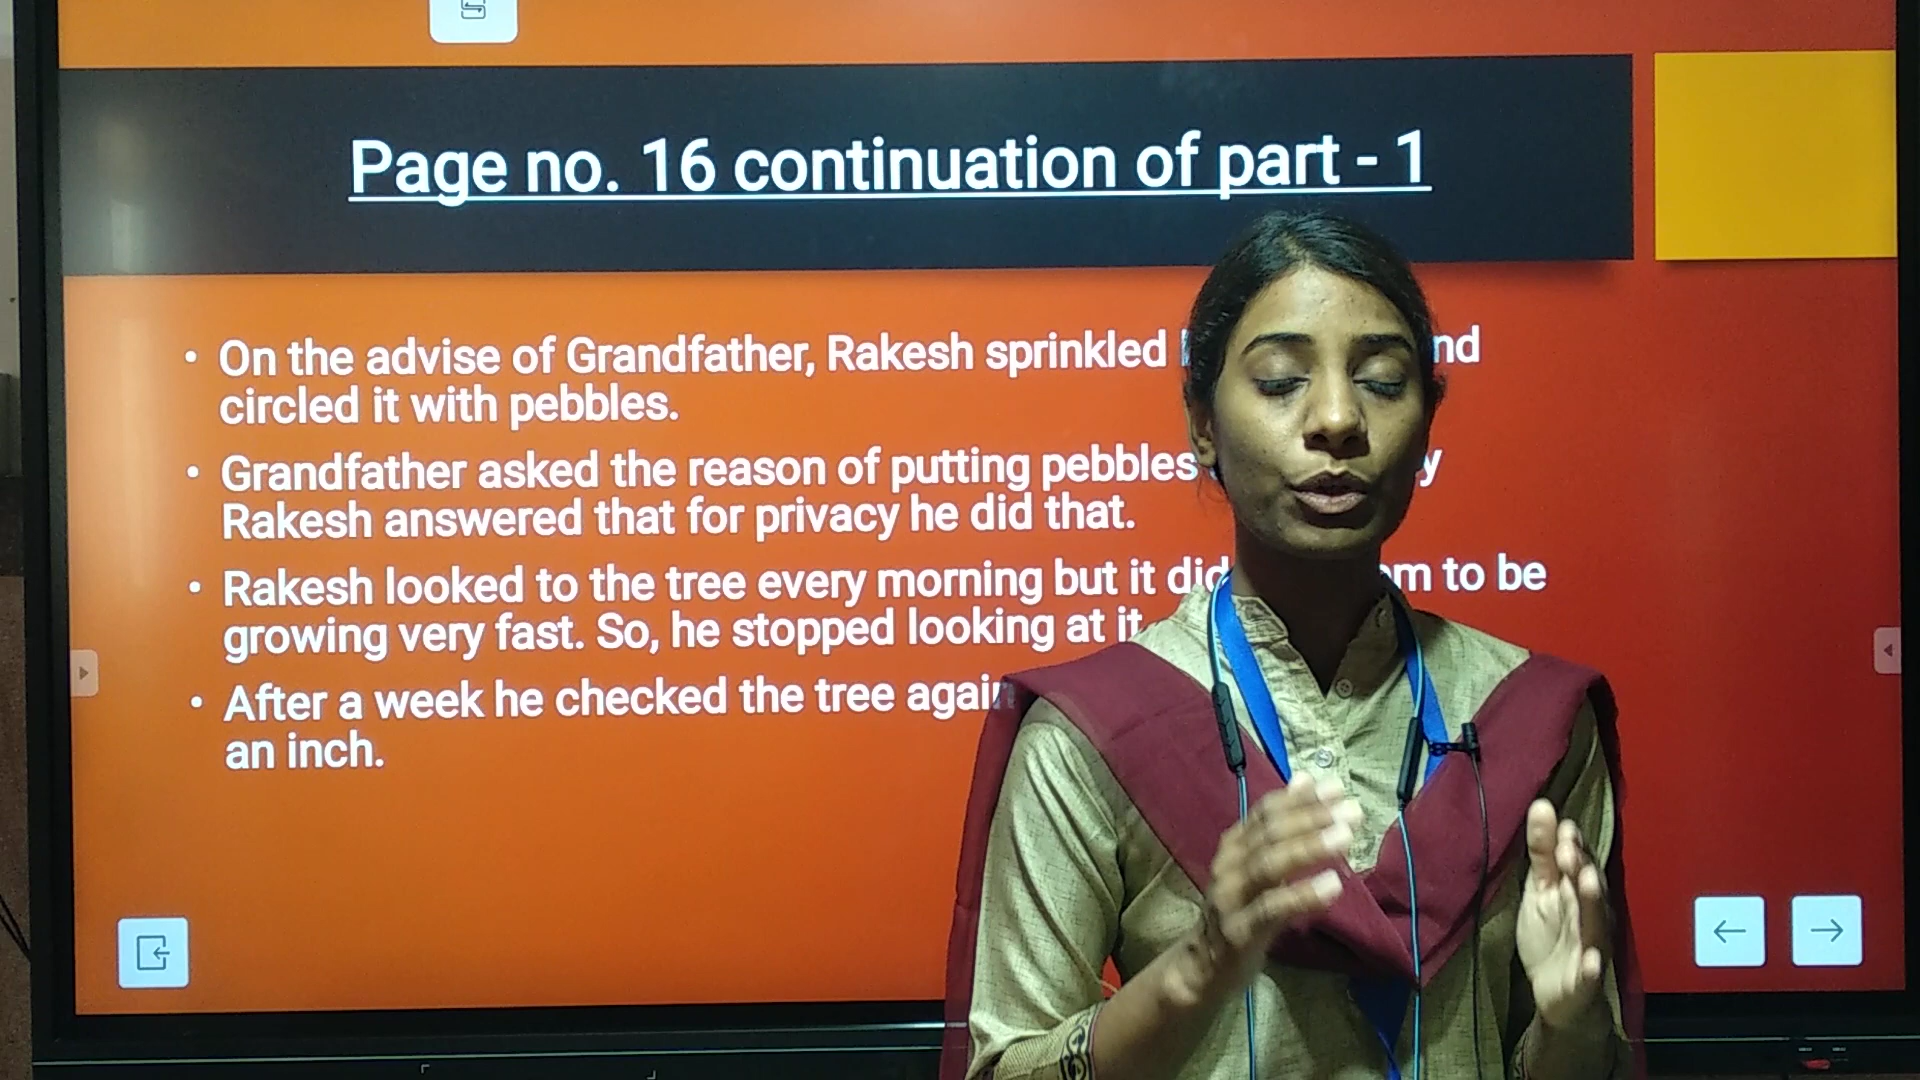 Page no. 16 continuation of part - 1
• On the advise of Grandfather, Rakesh sprinkled
circled it with pebbles.
• Grandfather asked the reason of putting pebbles
Rakesh answered that for privacy he did that.
• Rakesh looked to the tree every morning but it did to be
growing very fast. So, he stopped looking at it
• After a week he checked the tree again
an inch.